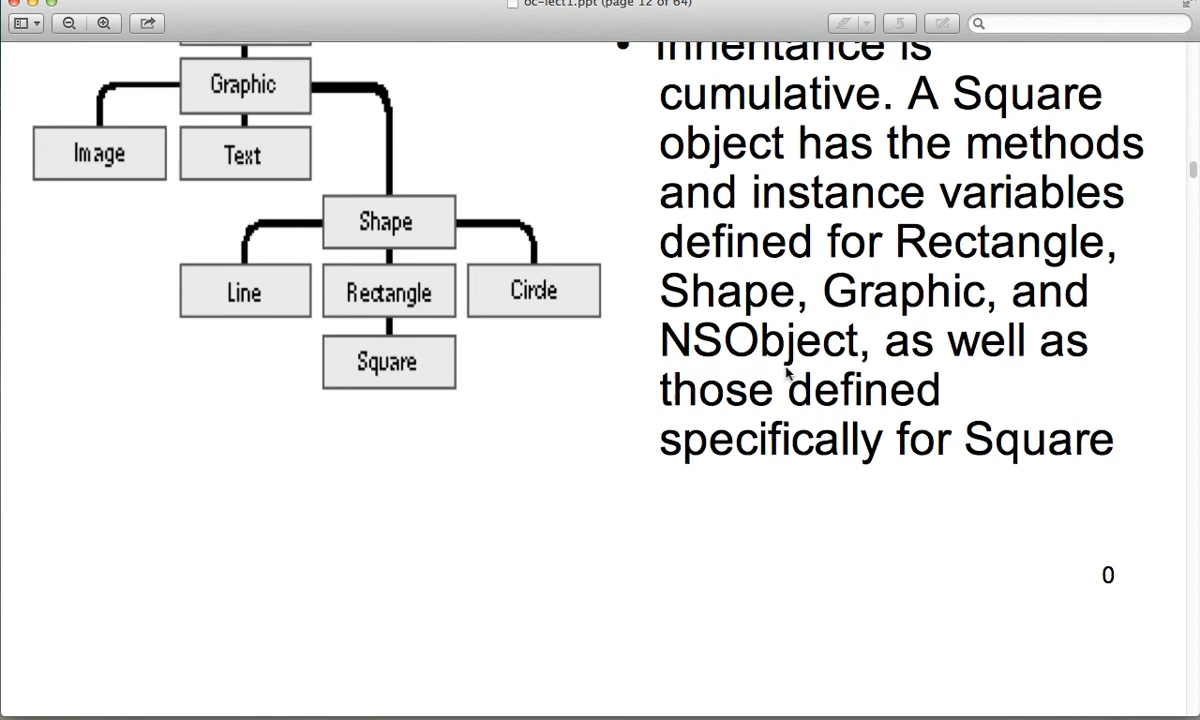 oc-lect1.ppt (page 12 of 64)
Graphic
Image
Text
Shape
Line
Rectangle
Circle
Square
• Inheritance is
cumulative. A Square
object has the methods
and instance variables
defined for Rectangle,
Shape, Graphic, and
NSObject, as well as
those defined
specifically for Square
0